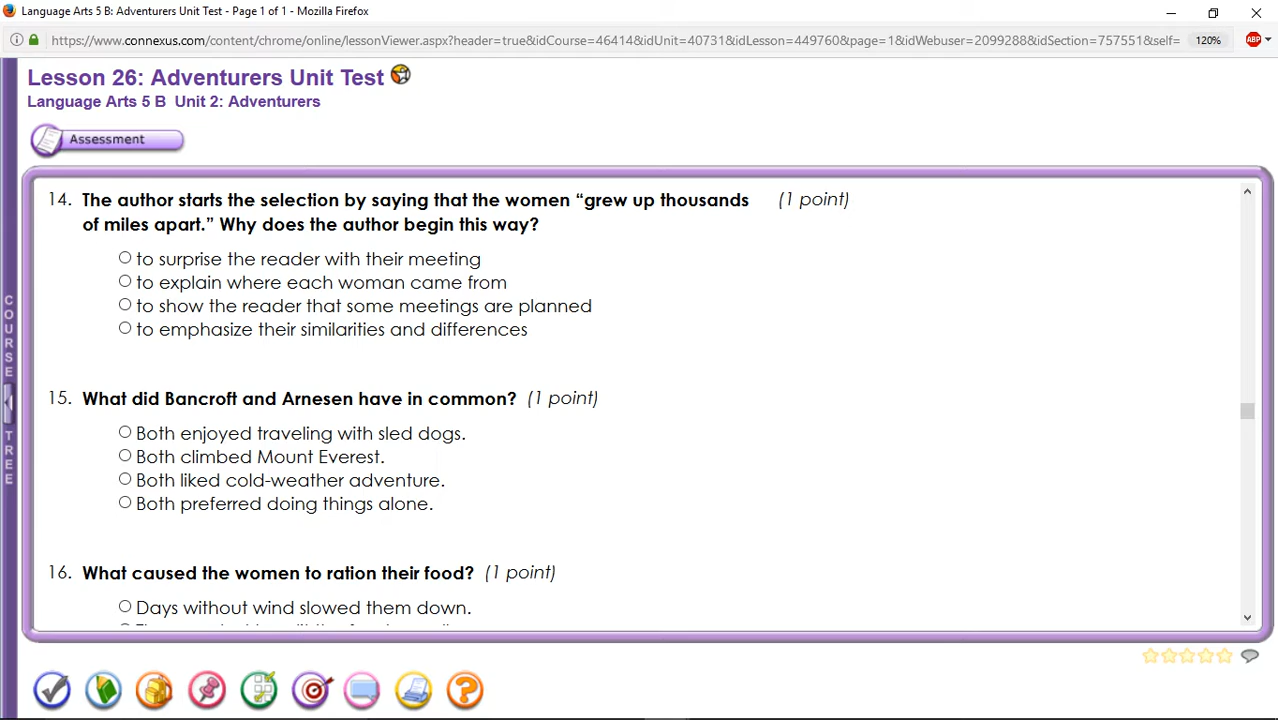 Language Arts 5 B: Adventurers Unit Test - Page 1 of 1 - Mozilla Firefox
https://www.connexus.com/content/chrome/online/lessonViewer.aspx?header=true&idCourse=46414&idUnit=40731&idLesson=449760&page=1&idWebuser=2099288&idSection=757551&self=
120%
ABP
Lesson 26: Adventurers Unit Test
Language Arts 5 B Unit 2: Adventurers
Assessment
14. The author starts the selection by saying that the women “grew up thousands (1 point)
of miles apart.” Why does the author begin this way?
to surprise the reader with their meeting
to explain where each woman came from
to show the reader that some meetings are planned
to emphasize their similarities and differences
15. What did Bancroft and Arnesen have in common? (1 point)
Both enjoyed traveling with sled dogs.
Both climbed Mount Everest.
Both liked cold-weather adventure.
Both preferred doing things alone.
16. What caused the women to ration their food? (1 point)
Days without wind slowed them down.
COURSE TREE